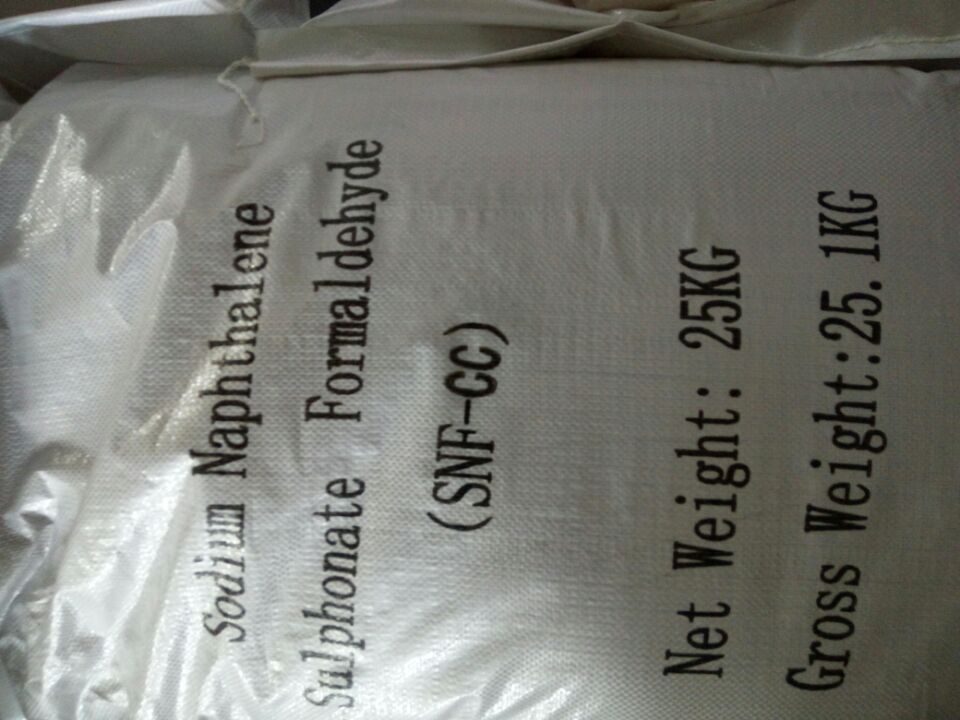 Sodium Naphthalene
Sulphonate Formaldehyde
(SNF-CC)
Net Weight: 25KG
Gross Weight:25.1KG